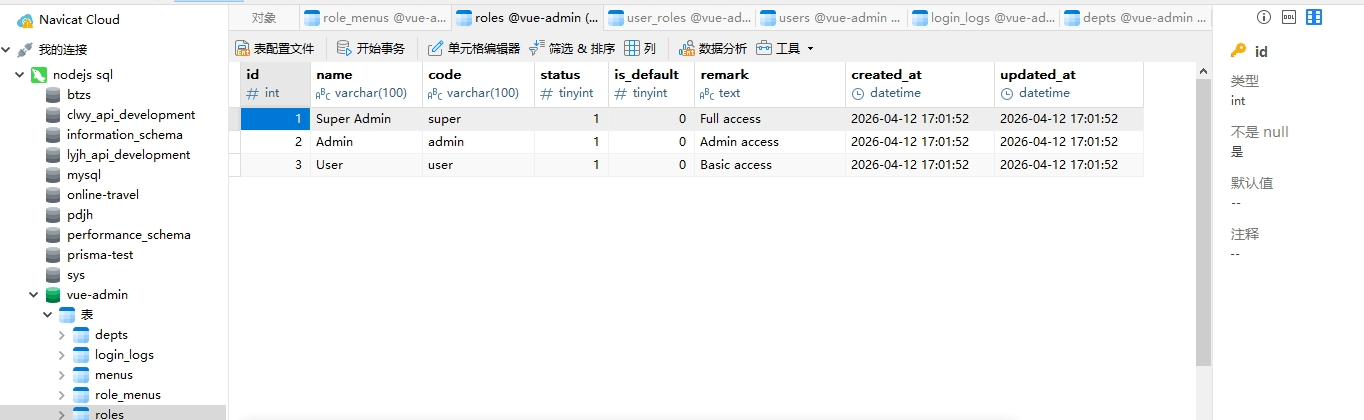 Navicat Cloud
我的连接
nodejs sql
btzs
clwy_api_development
information_schema
lyjh_api_development
mysql
online-travel
pdjh
performance_schema
prisma-test
sys
vue-admin
表
depts
login_logs
menus
role_menus
roles
对象 role_menus @vue-a... roles @vue-admin (... user_roles @vue-ad... users @vue-admin ... login_logs @vue-ad... depts @vue-admin ...
表配置文件 开始事务 单元格编辑器 筛选 & 排序 列 数据分析 工具
id name code status is_default remark created_at updated_at
# int ABC varchar(100) ABC varchar(100) # tinyint # tinyint ABC text datetime datetime
1 Super Admin super 1 0 Full access 2026-04-12 17:01:52 2026-04-12 17:01:52
2 Admin admin 1 0 Admin access 2026-04-12 17:01:52 2026-04-12 17:01:52
3 User user 1 0 Basic access 2026-04-12 17:01:52 2026-04-12 17:01:52
DDL
id
类型
int
不是 null
是
默认值
--
注释
--